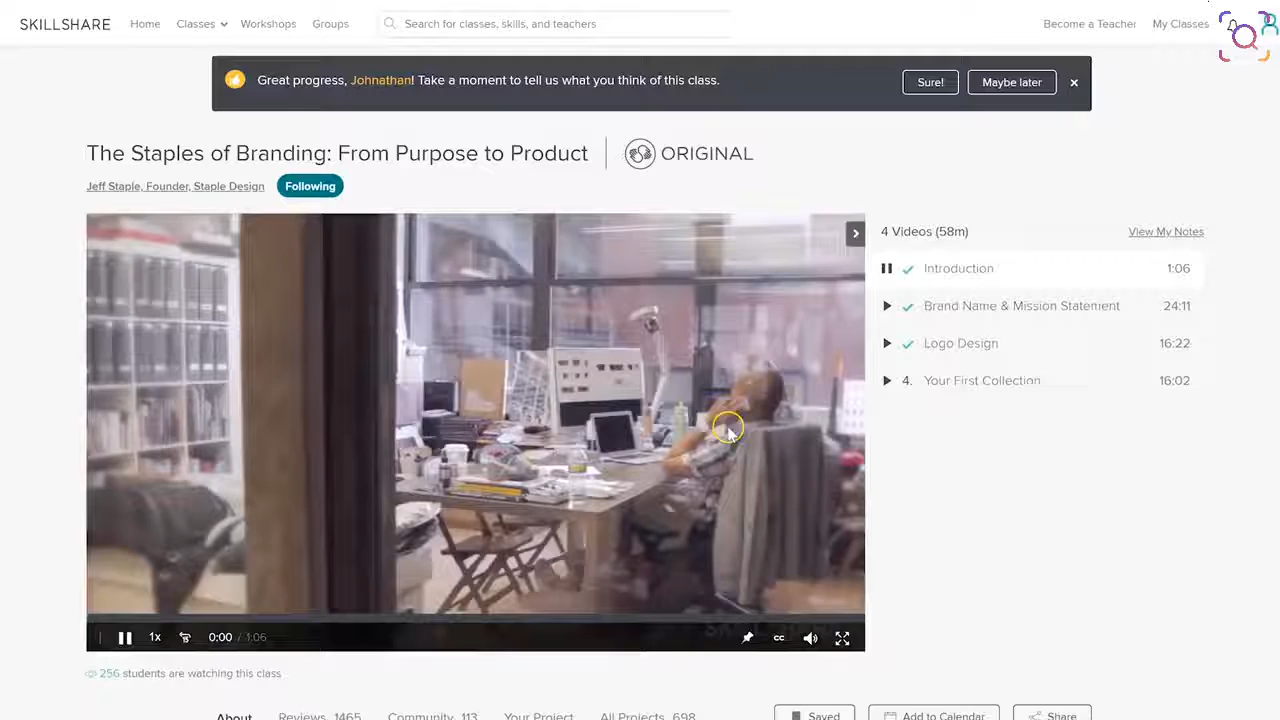 SKILLSHARE Home Classes Workshops Groups Search for classes, skills, and teachers Become a Teacher My Classes
Great progress, Johnathan! Take a moment to tell us what you think of this class. Sure! Maybe later ×
The Staples of Branding: From Purpose to Product ORIGINAL
Jeff Staple, Founder, Staple Design Following
4 Videos (58m) View My Notes
Introduction 1:06
Brand Name & Mission Statement 24:11
Logo Design 16:22
4. Your First Collection 16:02
1x 0:00 / 1:06 CC
256 students are watching this class
About Reviews 1465 Community 113 Your Project All Projects 698 Saved Add to Calendar Share